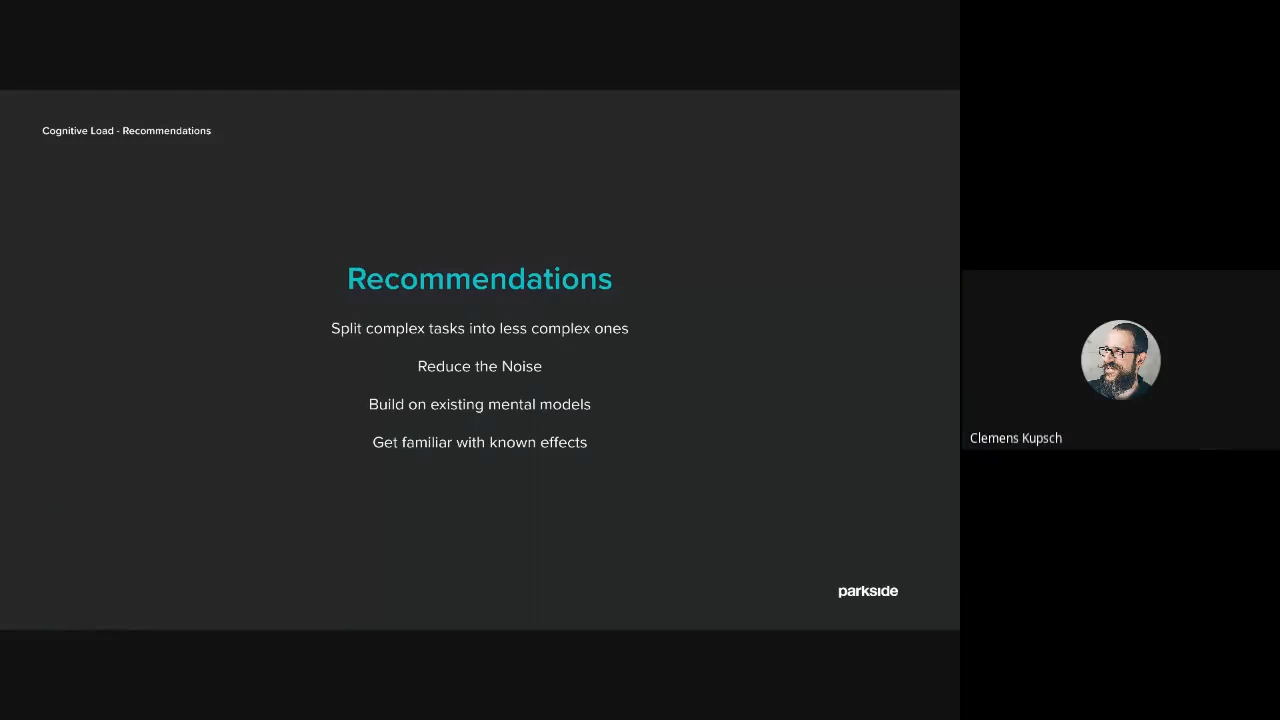 Cognitive Load - Recommendations
Recommendations
Split complex tasks into less complex ones
Reduce the Noise
Build on existing mental models
Get familiar with known effects
parkside
Clemens Kupsch